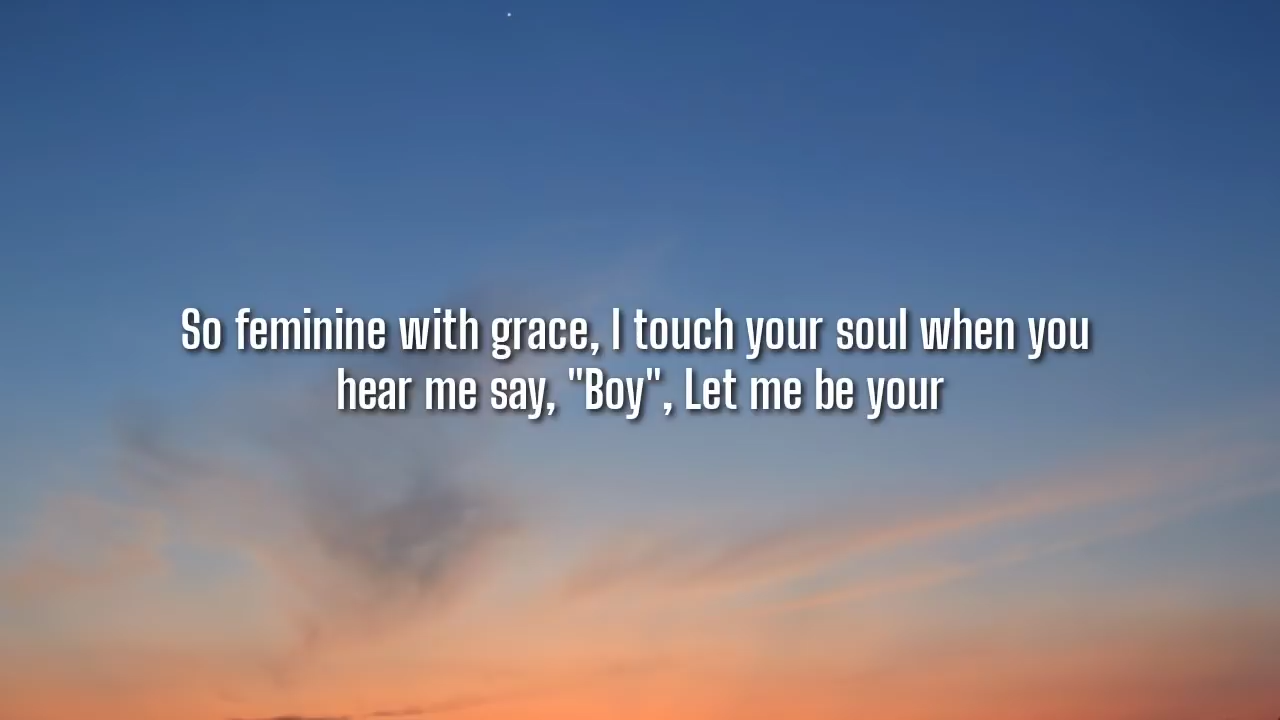 So feminine with grace, I touch your soul when you
hear me say, "Boy", Let me be your